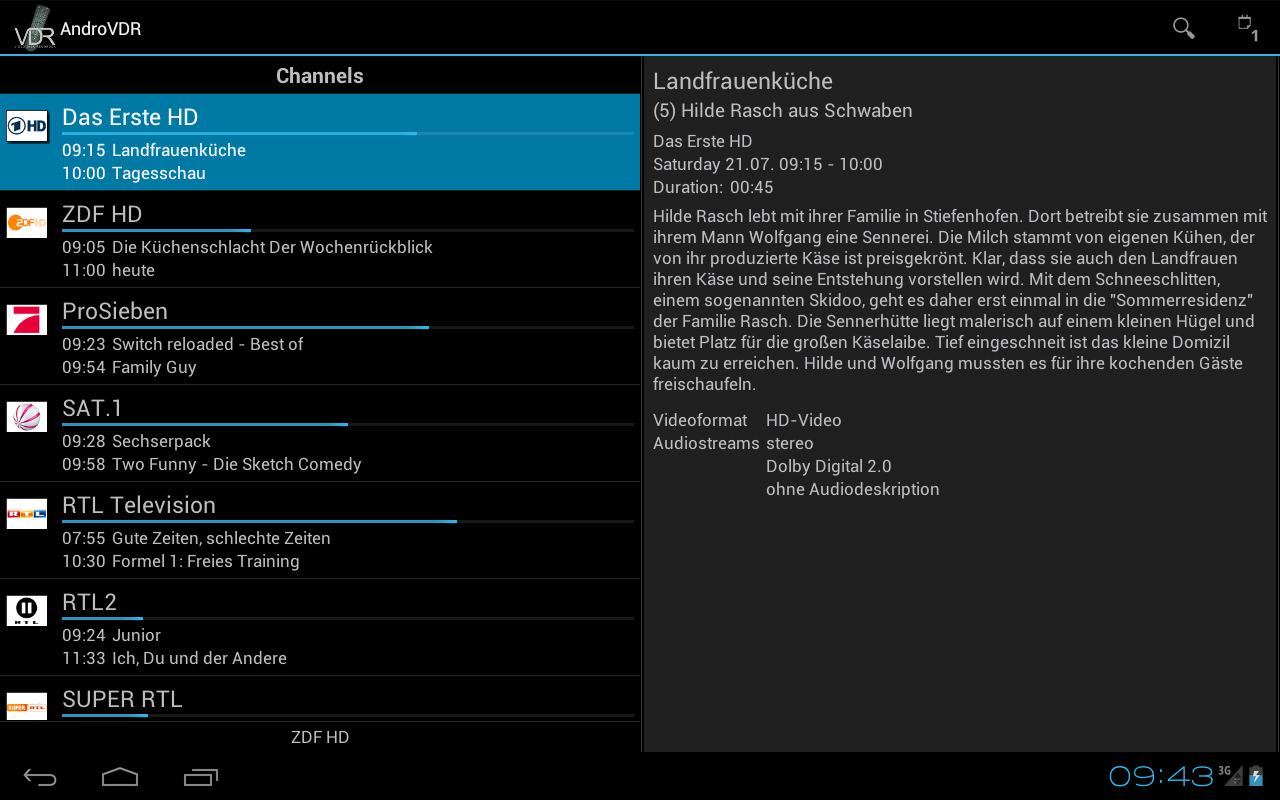 VDR AndroVDR
1
Channels
HD
Das Erste HD
09:15 Landfrauenküche
10:00 Tagesschau
ZDF HD
ZDF HD
09:05 Die Küchenschlacht Der Wochenrückblick
11:00 heute
ProSieben
09:23 Switch reloaded - Best of
09:54 Family Guy
SAT.1
09:28 Sechserpack
09:58 Two Funny - Die Sketch Comedy
RTL
RTL Television
07:55 Gute Zeiten, schlechte Zeiten
10:30 Formel 1: Freies Training
RTL
RTL2
09:24 Junior
11:33 Ich, Du und der Andere
SUPER RTL
SUPER RTL
ZDF HD
Landfrauenküche
(5) Hilde Rasch aus Schwaben
Das Erste HD
Saturday 21.07. 09:15 - 10:00
Duration: 00:45
Hilde Rasch lebt mit ihrer Familie in Stiefenhofen. Dort betreibt sie zusammen mit
ihrem Mann Wolfgang eine Sennerei. Die Milch stammt von eigenen Kühen, der
von ihr produzierte Käse ist preisgekrönt. Klar, dass sie auch den Landfrauen
ihren Käse und seine Entstehung vorstellen wird. Mit dem Schneeschlitten,
einem sogenannten Skidoo, geht es daher erst einmal in die "Sommerresidenz"
der Familie Rasch. Die Sennerhütte liegt malerisch auf einem kleinen Hügel und
bietet Platz für die großen Käselaibe. Tief eingeschneit ist das kleine Domizil
kaum zu erreichen. Hilde und Wolfgang mussten es für ihre kochenden Gäste
freischaufeln.
Videoformat HD-Video
Audiostreams stereo
Dolby Digital 2.0
ohne Audiodeskription
09:43 3G